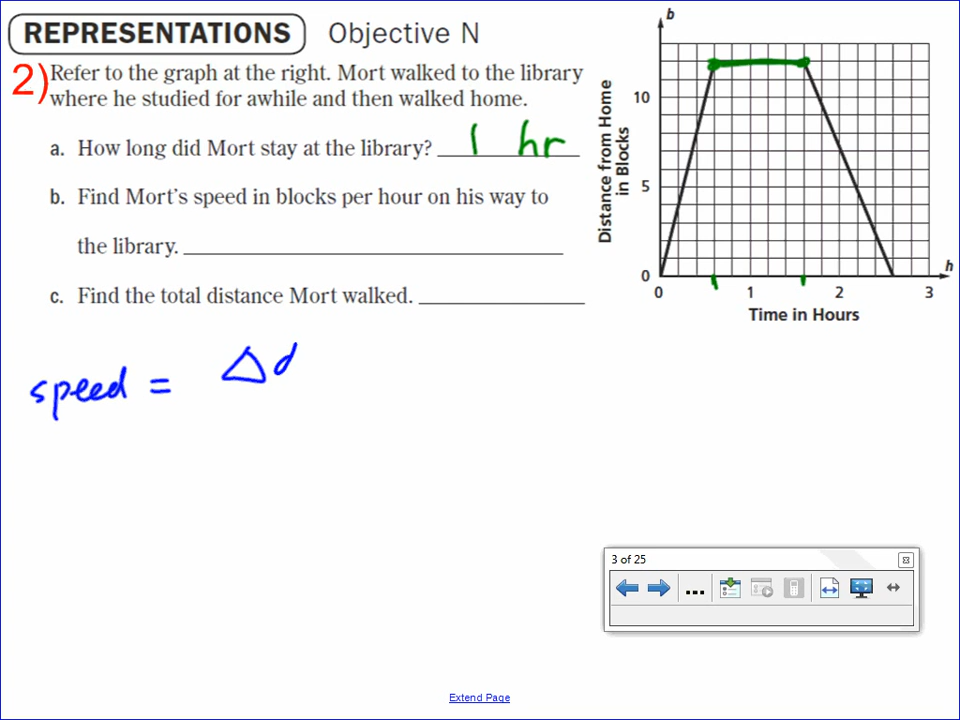 REPRESENTATIONS Objective N
2) Refer to the graph at the right. Mort walked to the library
where he studied for awhile and then walked home.
a. How long did Mort stay at the library? 1 hr
b. Find Mort's speed in blocks per hour on his way to
the library.
c. Find the total distance Mort walked.
speed = Δd
b
Distance from Home
in Blocks
10
5
0
h
0 1 2 3
Time in Hours
3 of 25
...
Extend Page